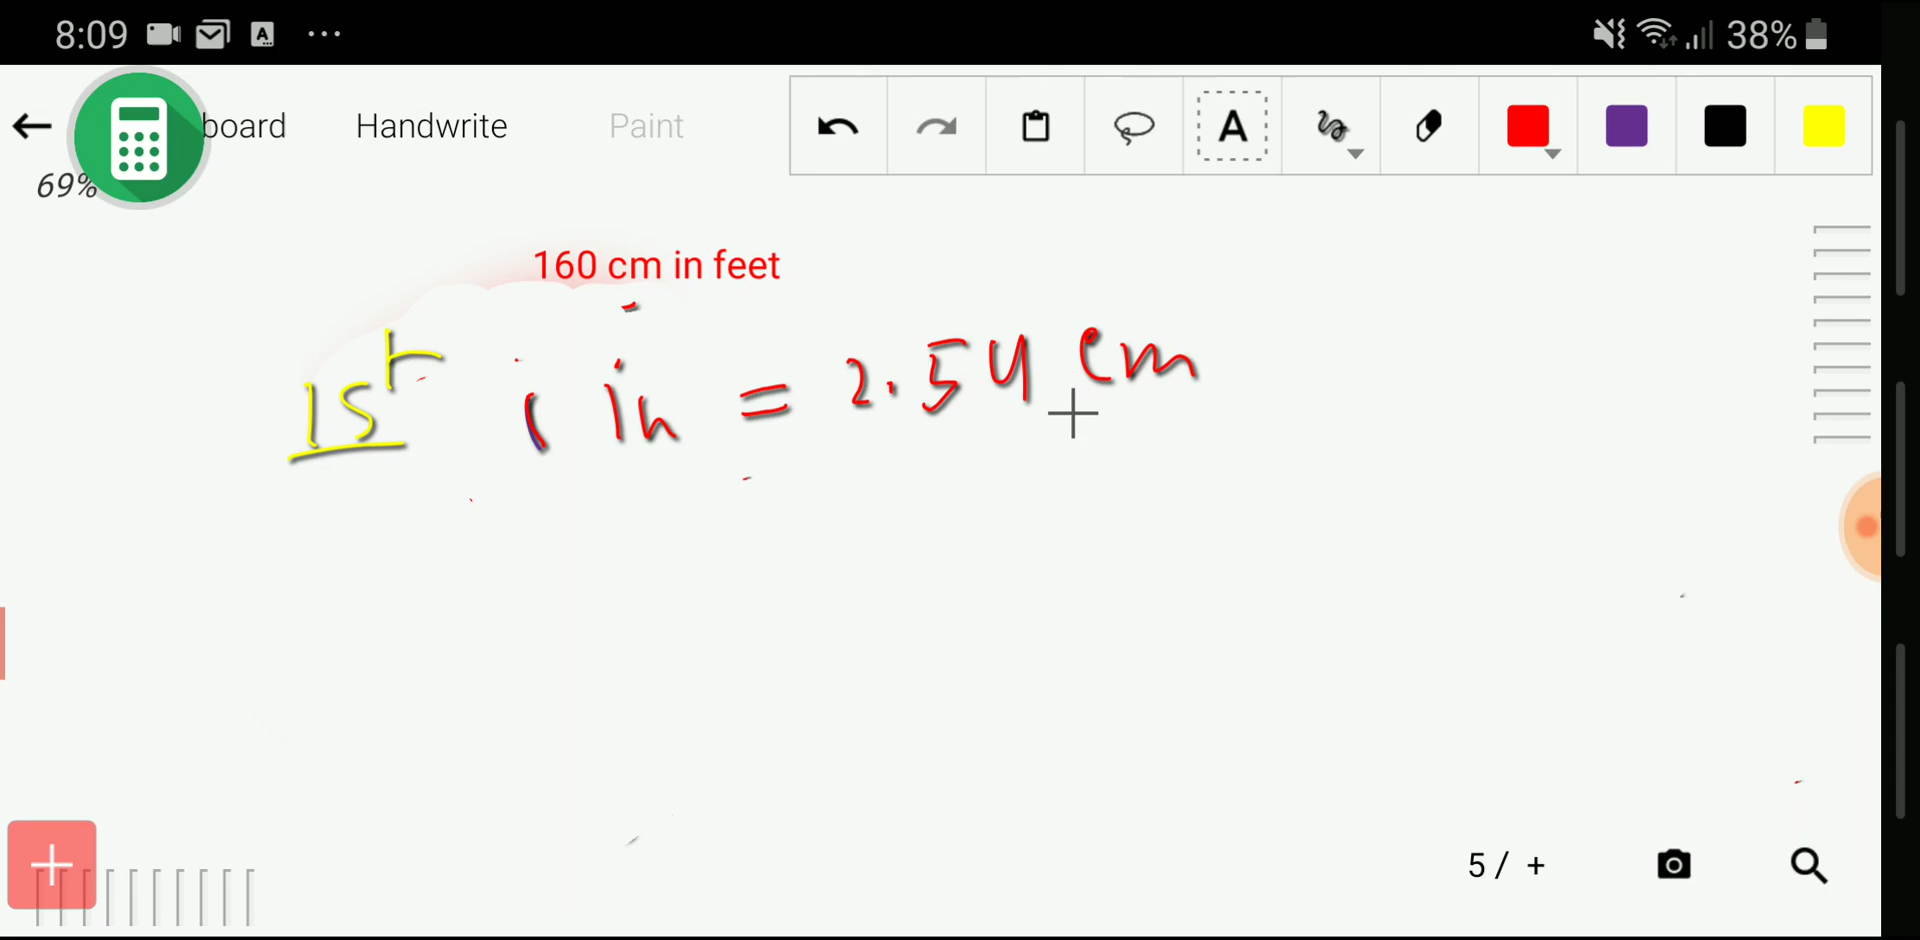 8:09 ... 38%
board Handwrite Paint
69%
160 cm in feet
1st 1 in = 2.54 cm
5 / +